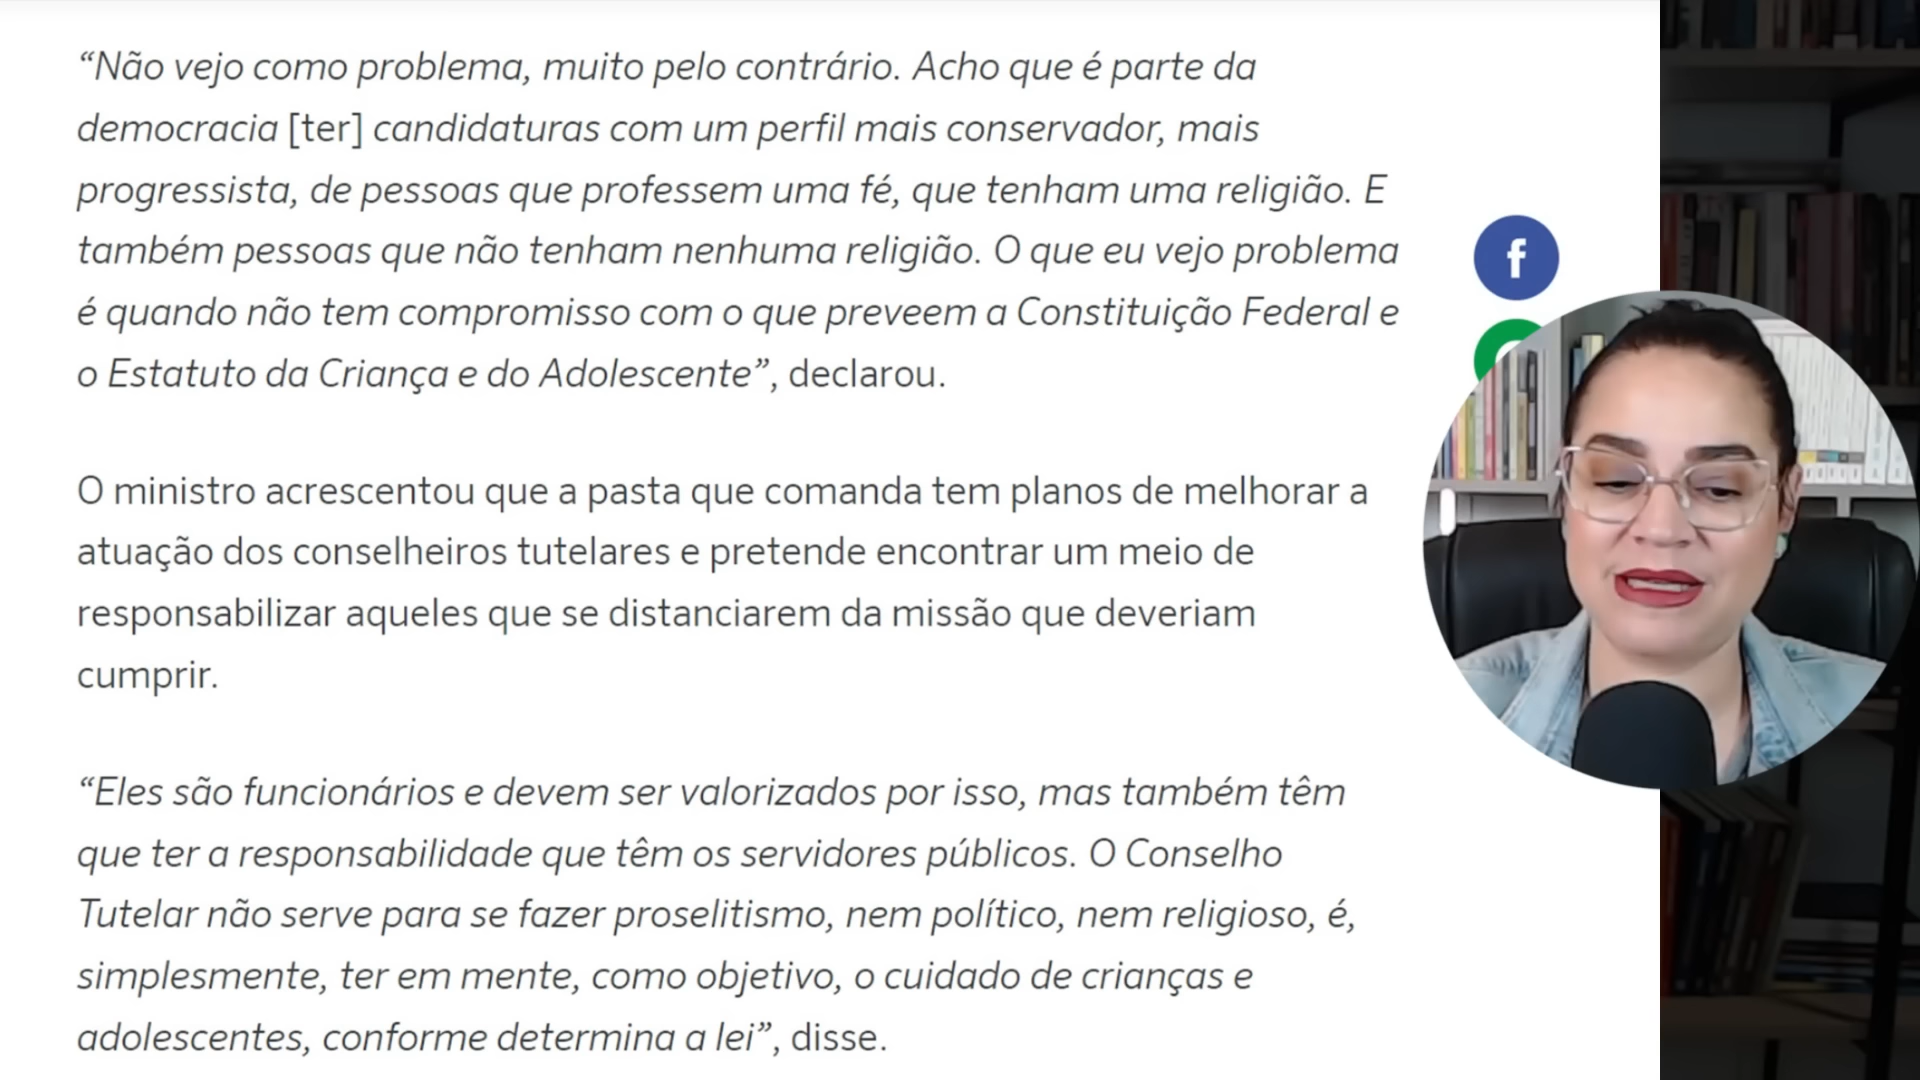 “Não vejo como problema, muito pelo contrário. Acho que é parte da
democracia [ter] candidaturas com um perfil mais conservador, mais
progressista, de pessoas que professem uma fé, que tenham uma religião. E
também pessoas que não tenham nenhuma religião. O que eu vejo problema
é quando não tem compromisso com o que preveem a Constituição Federal e
o Estatuto da Criança e do Adolescente”, declarou.
O ministro acrescentou que a pasta que comanda tem planos de melhorar a
atuação dos conselheiros tutelares e pretende encontrar um meio de
responsabilizar aqueles que se distanciarem da missão que deveriam
cumprir.
“Eles são funcionários e devem ser valorizados por isso, mas também têm
que ter a responsabilidade que têm os servidores públicos. O Conselho
Tutelar não serve para se fazer proselitismo, nem político, nem religioso, é,
simplesmente, ter em mente, como objetivo, o cuidado de crianças e
adolescentes, conforme determina a lei”, disse.
f